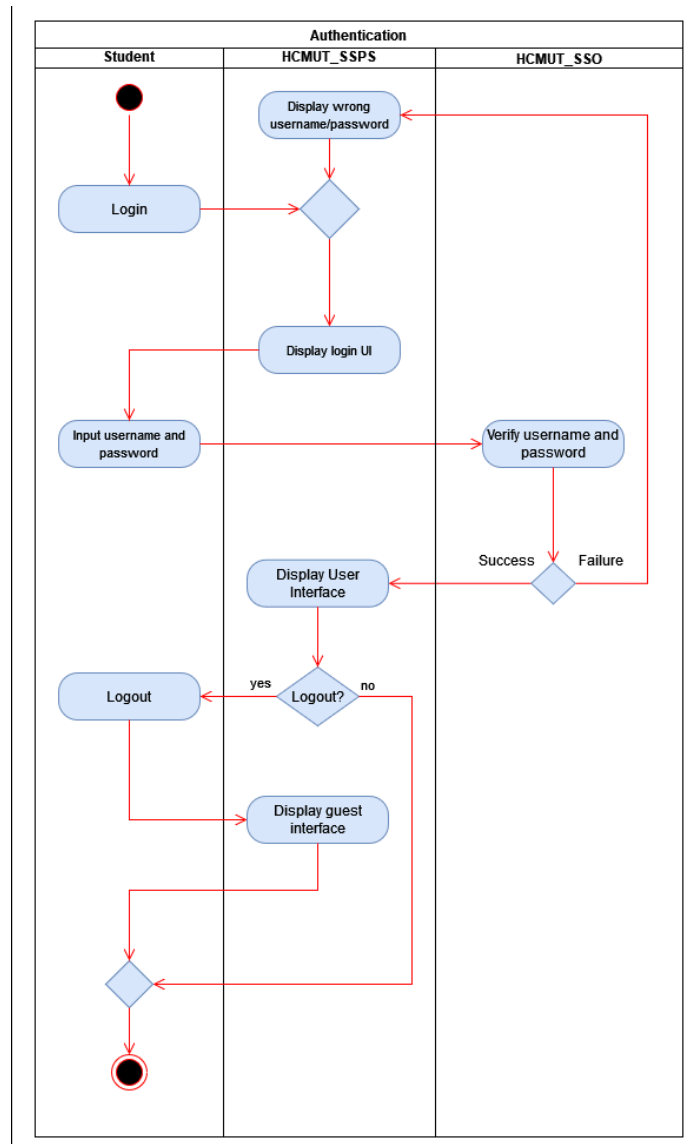 Authentication
Student
HCMUT_SSPS
HCMUT_SSO
Display wrong
username/password
Login
Display login UI
Input username and
password
Verify username and
password
Success
Failure
Display User
Interface
yes
no
Logout
Logout?
Display guest
interface